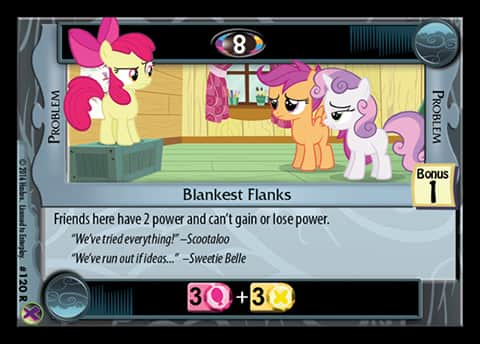 8
PROBLEM
PROBLEM
Blankest Flanks
Bonus
1
Friends here have 2 power and can't gain or lose power.
"We've tried everything!" –Scootaloo
"We've run out if ideas..." –Sweetie Belle
3 + 3
© 2016 Hasbro. Licensed to Enterplay. #120 R